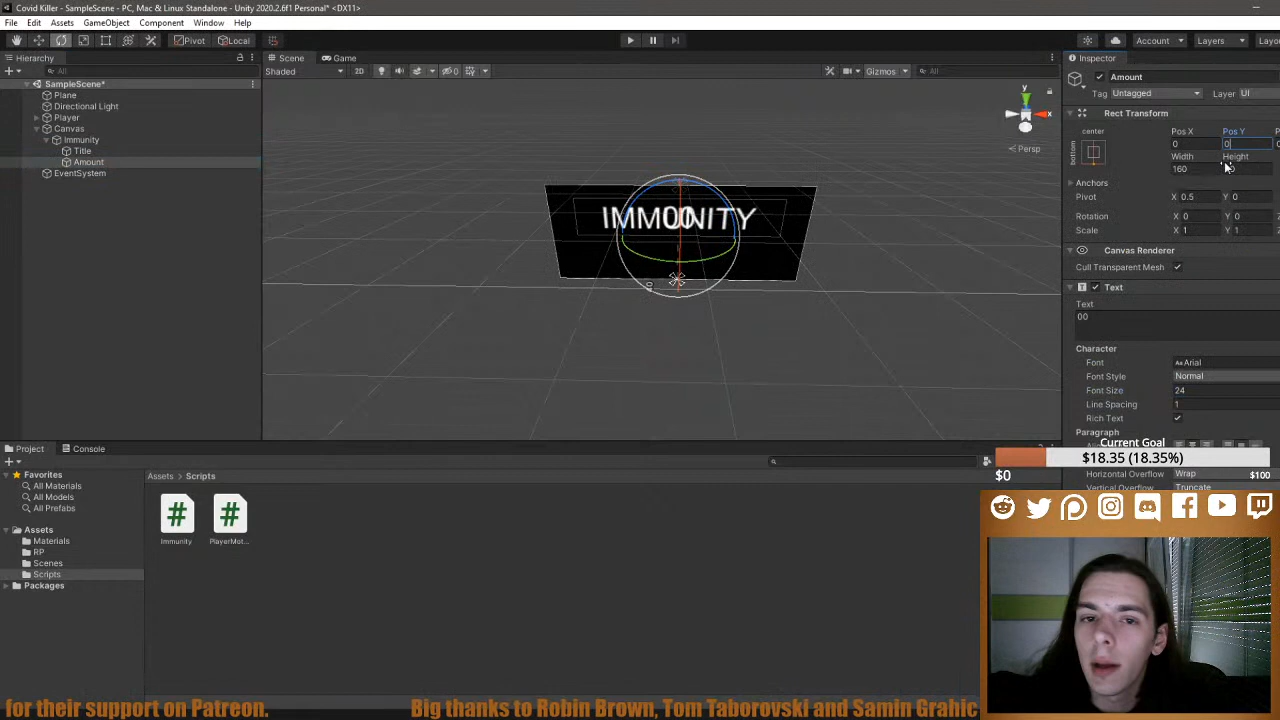 Covid Killer - SampleScene - PC, Mac & Linux Standalone - Unity 2020.2.6f1 Personal* <DX11>
File Edit Assets GameObject Component Window Help
Pivot Local Account Layers
Hierarchy Scene Game Inspector
All Shaded 2D 0 Gizmos All
Amount
Tag Untagged Layer UI
SampleScene*
Plane
Directional Light
Player
Canvas
Immunity
Title
Amount
EventSystem
y
x
Persp
IMMUNITY
00
Rect Transform
center
bottom
Pos X Pos Y
0 0
Width Height
160
Anchors
Pivot X 0.5 Y 0
Rotation X 0 Y 0
Scale X 1 Y 1
Canvas Renderer
Cull Transparent Mesh
Text
Text
00
Character
Font Arial
Font Style Normal
Font Size 24
Line Spacing 1
Rich Text
Paragraph
Horizontal Overflow Wrap
Vertical Overflow Truncate
Current Goal
$18.35 (18.35%)
$0 $100
Project Console
Favorites
All Materials
All Models
All Prefabs
Assets
Materials
RP
Scenes
Scripts
Packages
Assets > Scripts
Immunity PlayerMot...
for their support on Patreon. Big thanks to Robin Brown, Tom Taborovski and Samin Grahic